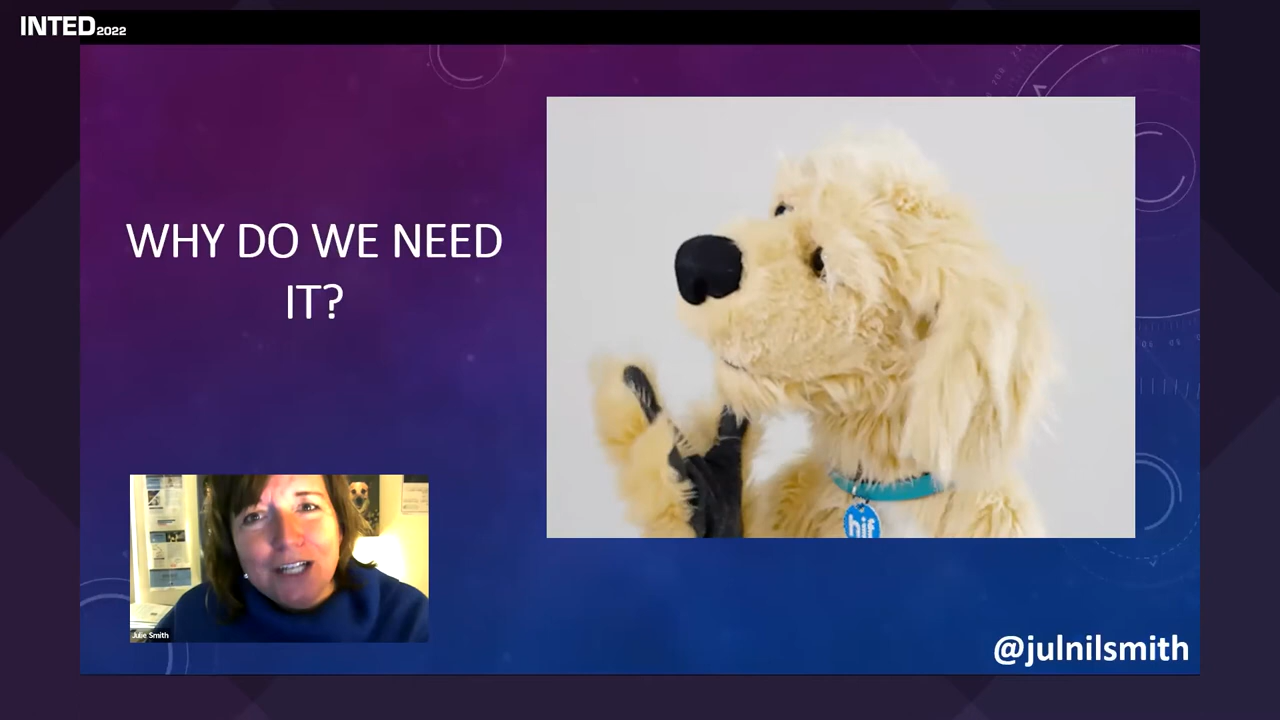 INTED2022
WHY DO WE NEED
IT?
hif
Julie Smith
@julnilsmith